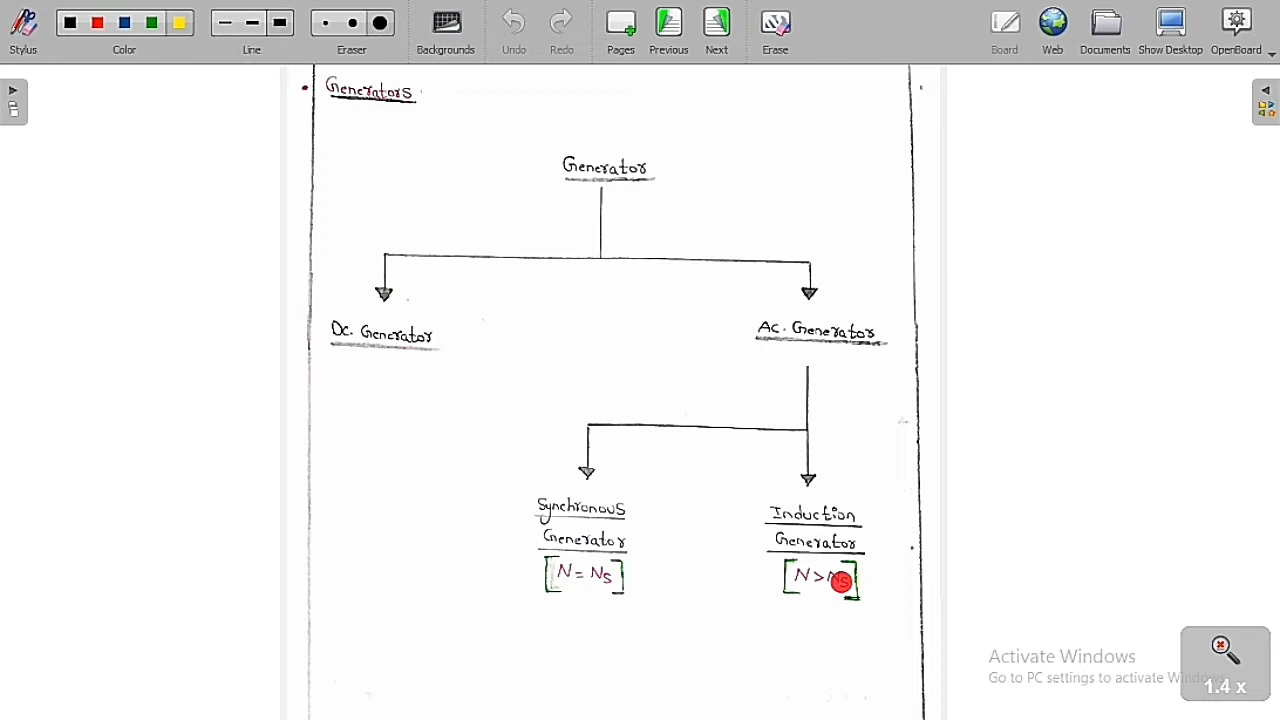 Stylus
Color
Line
Eraser
Backgrounds
Undo
Redo
Pages
Previous
Next
Erase
Board
Web
Documents
Show Desktop
OpenBoard
Generators
Generator
Dc. Generator
Ac. Generator
Synchronous
Generator
[N = Ns]
Induction
Generator
[N > Ns]
Activate Windows
Go to PC settings to activate Windows.
1.4 x